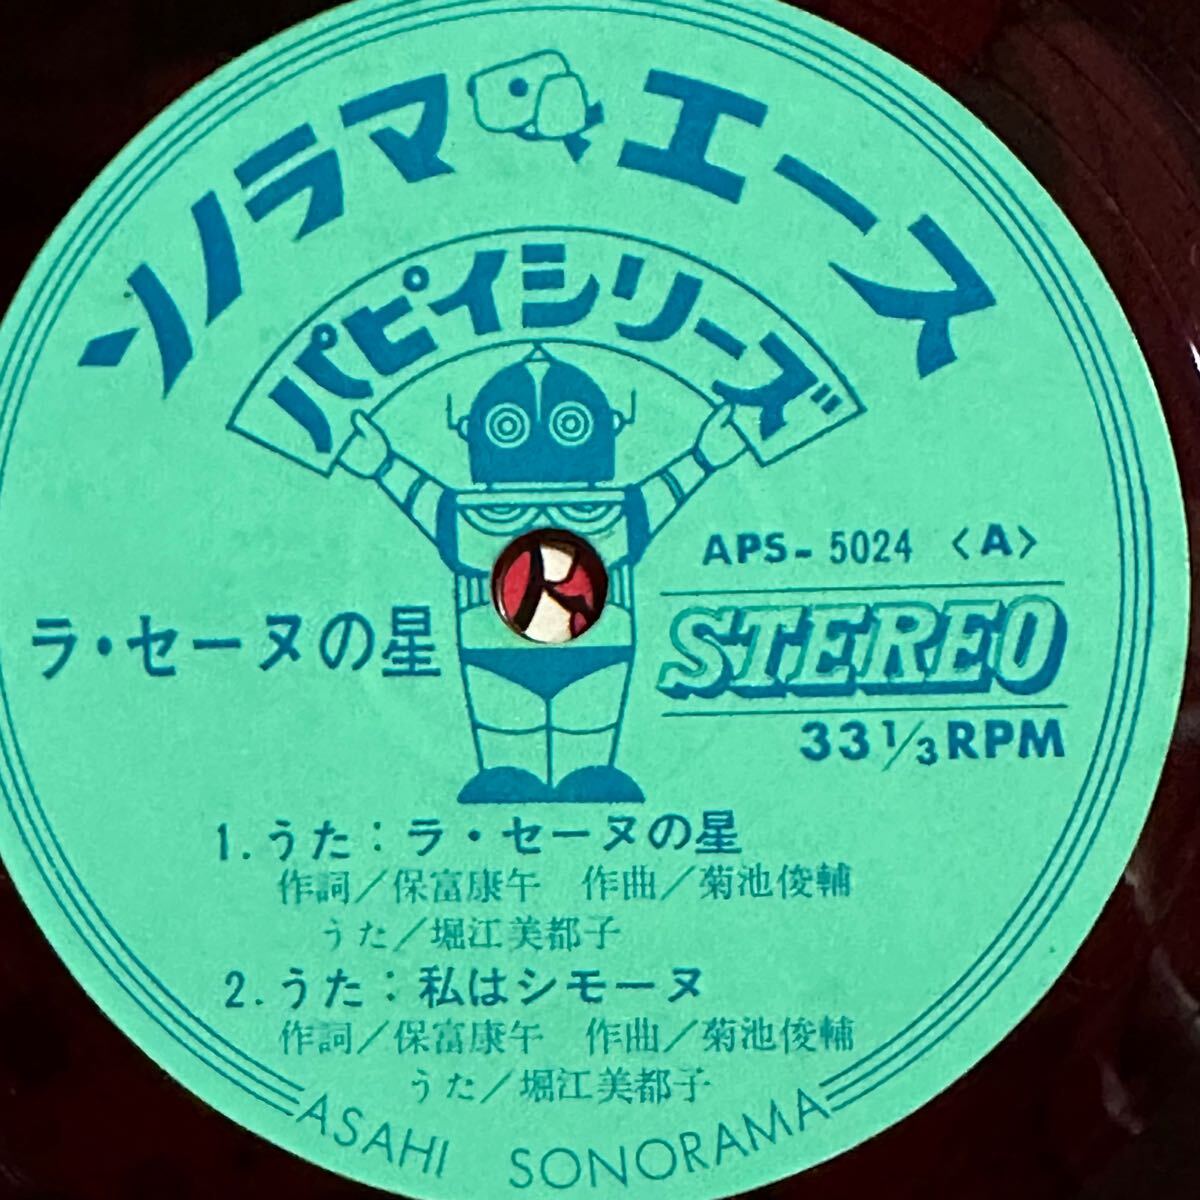 ソノラマ エース
パピイシリーズ
APS-5024 〈A〉
STEREO
33 1/3 RPM
ラ・セーヌの星
1. うた：ラ・セーヌの星
作詞／保富康午 作曲／菊池俊輔
うた／堀江美都子
2. うた：私はシモーヌ
作詞／保富康午 作曲／菊池俊輔
うた／堀江美都子
ASAHI SONORAMA